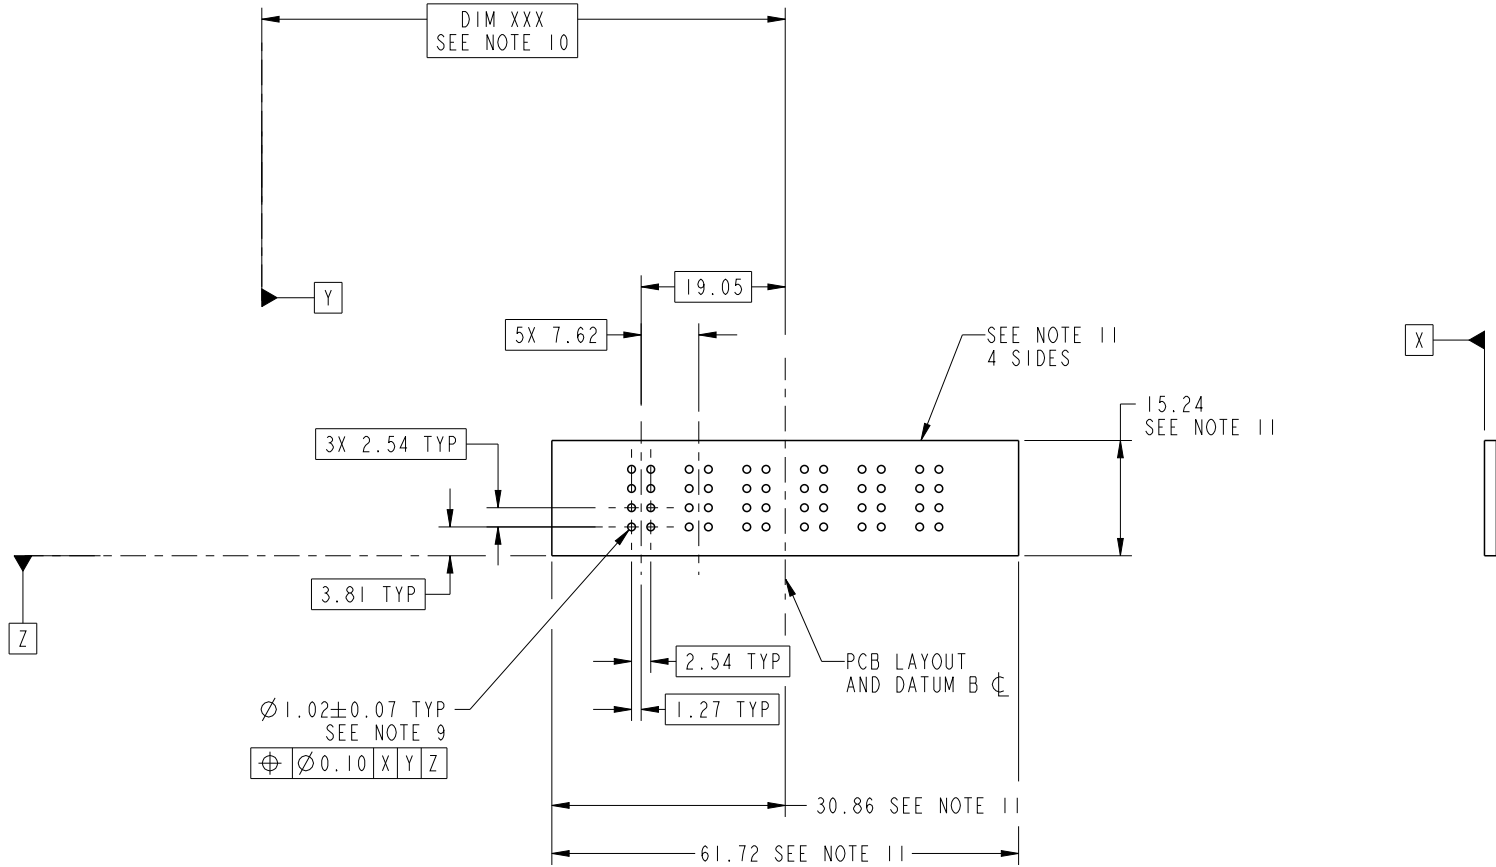 DIM XXX
SEE NOTE 10
Y
19.05
5X 7.62
SEE NOTE 11
4 SIDES
X
15.24
SEE NOTE 11
3X 2.54 TYP
3.81 TYP
Z
2.54 TYP
PCB LAYOUT
AND DATUM B ℄
Ø1.02±0.07 TYP
SEE NOTE 9
1.27 TYP
⌖ Ø0.10 X Y Z
30.86 SEE NOTE 11
61.72 SEE NOTE 11